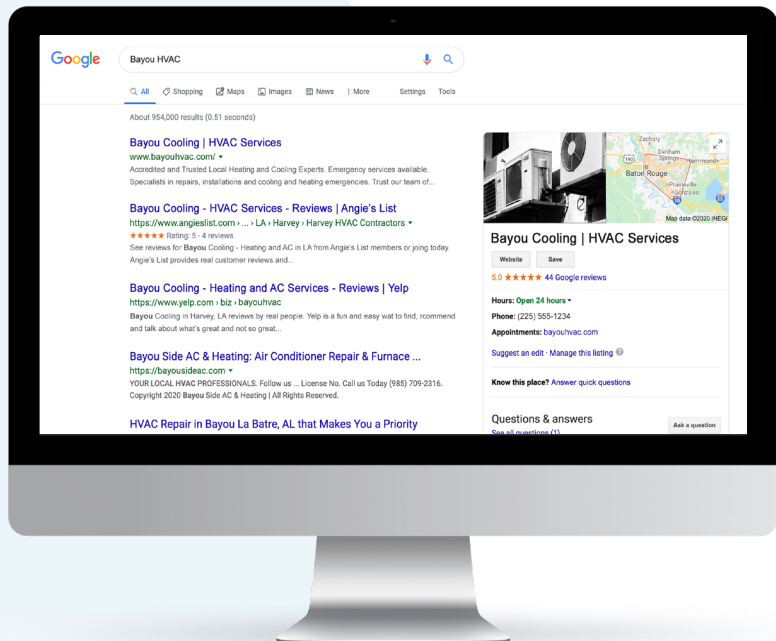 Google
Bayou HVAC
All Shopping Maps Images News More Settings Tools
About 954,000 results (0.51 seconds)
Bayou Cooling | HVAC Services
www.bayouhvac.com/
Accredited and Trusted Local Heating and Cooling Experts. Emergency services available.
Specialists in repairs, installations and cooling and heating emergencies. Trust our team of...
Bayou Cooling - HVAC Services - Reviews | Angie's List
https://www.angieslist.com › ... › LA › Harvey › Harvey HVAC Contractors
★★★★★ Rating: 5 - 4 reviews
See reviews for Bayou Cooling - Heating and AC in LA from Angie's List members or joing today.
Angie's List provides real customer reviews and...
Bayou Cooling - Heating and AC Services - Reviews | Yelp
https://www.yelp.com › biz › bayouhvac
Bayou Cooling in Harvey, LA reviews by real people. Yelp is a fun and easy wat to find, rcommend
and talk about what's great and not so great...
Bayou Side AC & Heating: Air Conditioner Repair & Furnace ...
https://bayousideac.com
YOUR LOCAL HVAC PROFESSIONALS. Follow us ... License No. Call us Today (985) 709-2316.
Copyright 2020 Bayou Side AC & Heating | All Rights Reserved.
HVAC Repair in Bayou La Batre, AL that Makes You a Priority
Zachary
Denham
Springs
Hammond
190
Baton Rouge
Prairieville
Gonzales
10
55
Map data ©2020 INEGI
Bayou Cooling | HVAC Services
Website Save
5.0 ★★★★★ 44 Google reviews
Hours: Open 24 hours
Phone: (225) 555-1234
Appointments: bayouhvac.com
Suggest an edit · Manage this listing ?
Know this place? Answer quick questions
Questions & answers
Ask a question
See all questions (1)